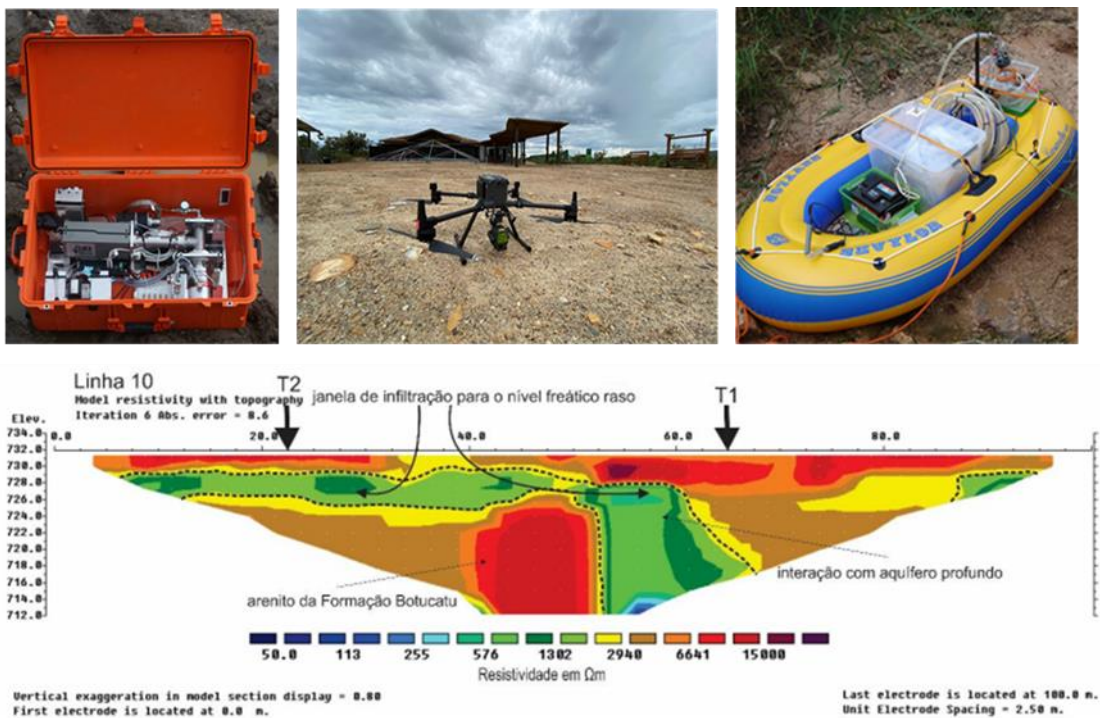 HOLLAND
Linha 10
Model resistivity with topography
Iteration 6 Abs. error = 8.6
T2
janela de infiltração para o nível freático raso
T1
Elev.
0.0 20.0 40.0 60.0 80.0
734.0
732.0
730.0
728.0
726.0
724.0
720.0
718.0
716.0
714.0
712.0
arenito da Formação Botucatu
interação com aquífero profundo
50.0 113 255 576 1302 2940 6641 15000
Resistividade em Ωm
Vertical exaggeration in model section display = 0.80
First electrode is located at 0.0 m.
Last electrode is located at 100.0 m.
Unit Electrode Spacing = 2.50 m.